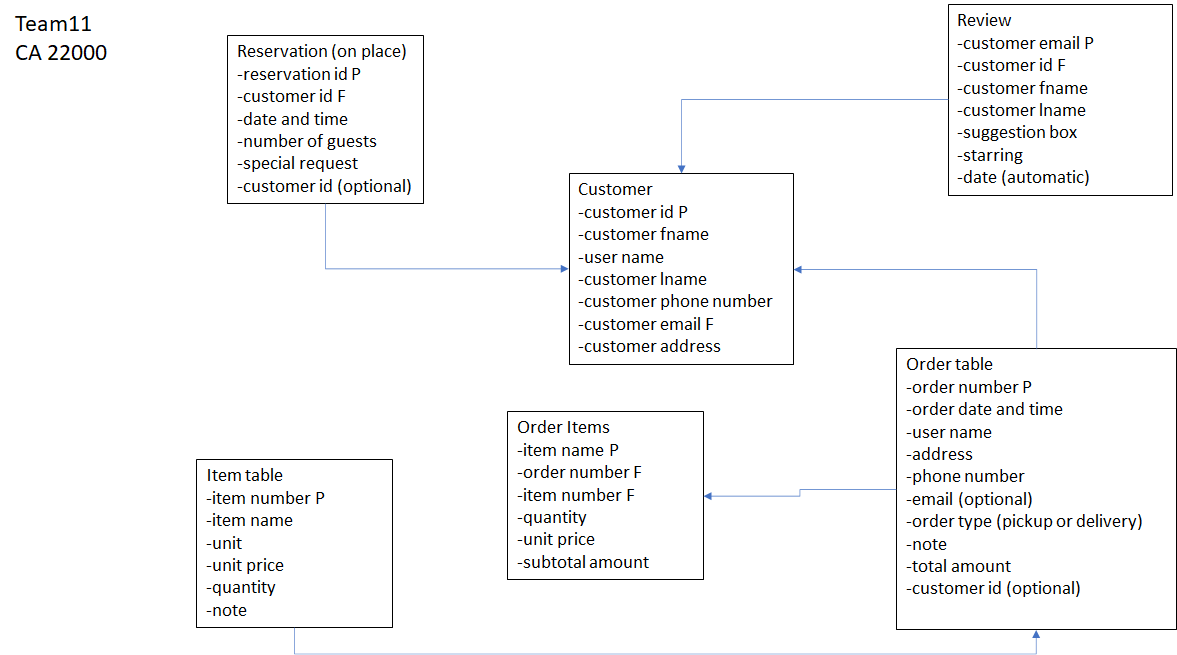 Team11
CA 22000
Reservation (on place)
-reservation id P
-customer id F
-date and time
-number of guests
-special request
-customer id (optional)
Review
-customer email P
-customer id F
-customer fname
-customer lname
-suggestion box
-starring
-date (automatic)
Customer
-customer id P
-customer fname
-user name
-customer lname
-customer phone number
-customer email F
-customer address
Item table
-item number P
-item name
-unit
-unit price
-quantity
-note
Order Items
-item name P
-order number F
-item number F
-quantity
-unit price
-subtotal amount
Order table
-order number P
-order date and time
-user name
-address
-phone number
-email (optional)
-order type (pickup or delivery)
-note
-total amount
-customer id (optional)